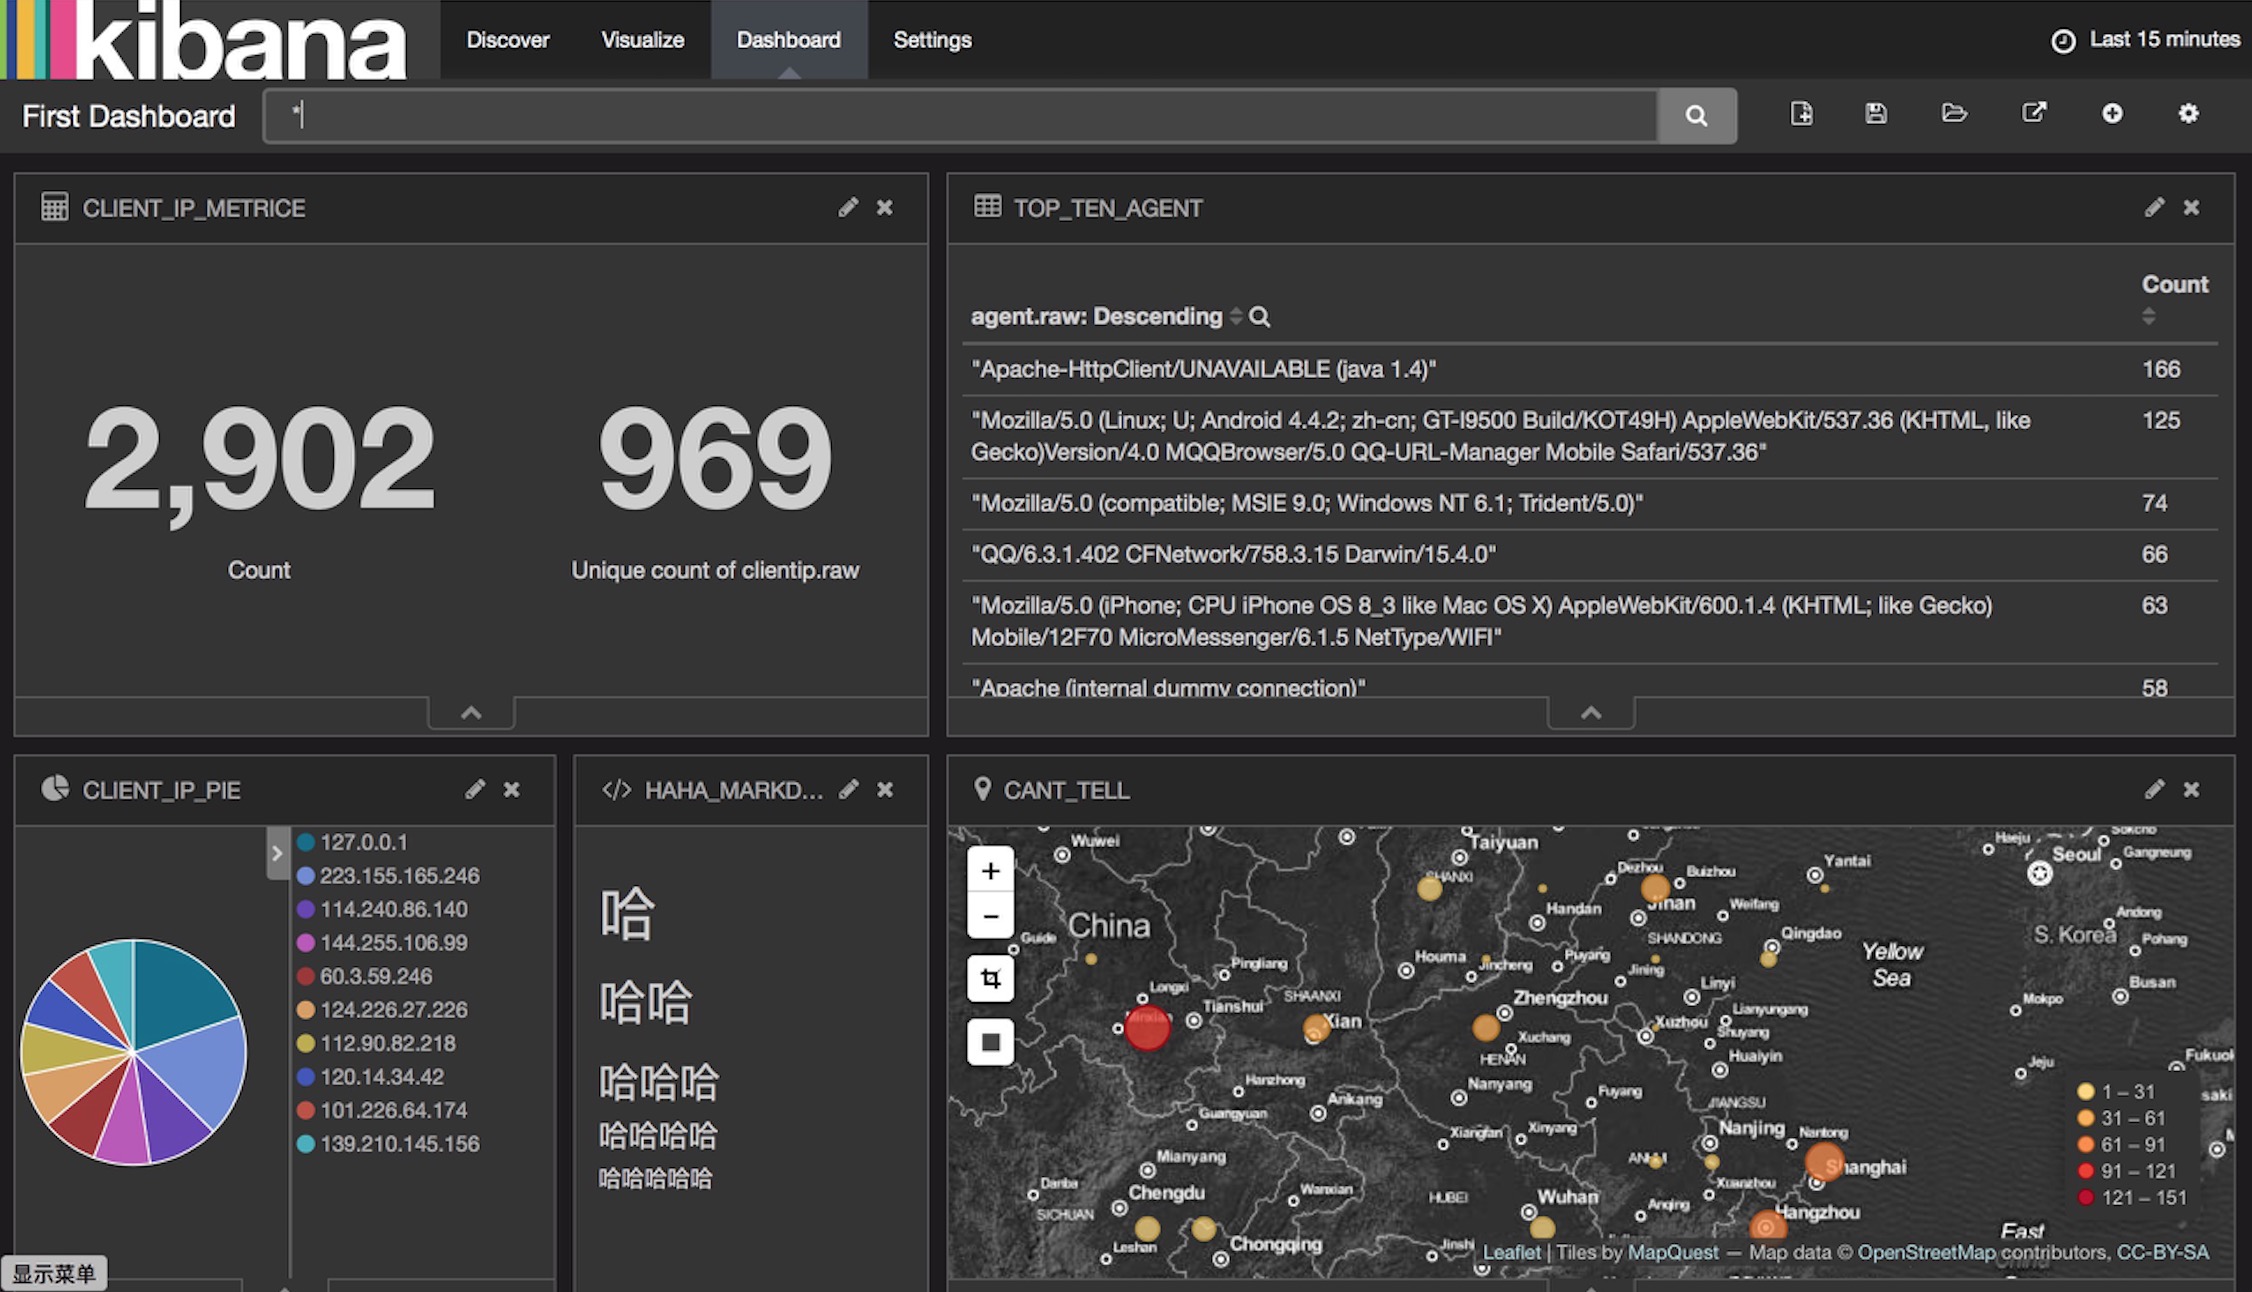 kibana
Discover
Visualize
Dashboard
Settings
Last 15 minutes
First Dashboard
*
CLIENT_IP_METRICE
2,902
Count
969
Unique count of clientip.raw
TOP_TEN_AGENT
agent.raw: Descending
Count
"Apache-HttpClient/UNAVAILABLE (java 1.4)"
166
"Mozilla/5.0 (Linux; U; Android 4.4.2; zh-cn; GT-I9500 Build/KOT49H) AppleWebKit/537.36 (KHTML, like
Gecko)Version/4.0 MQQBrowser/5.0 QQ-URL-Manager Mobile Safari/537.36"
125
"Mozilla/5.0 (compatible; MSIE 9.0; Windows NT 6.1; Trident/5.0)"
74
"QQ/6.3.1.402 CFNetwork/758.3.15 Darwin/15.4.0"
66
"Mozilla/5.0 (iPhone; CPU iPhone OS 8_3 like Mac OS X) AppleWebKit/600.1.4 (KHTML; like Gecko)
Mobile/12F70 MicroMessenger/6.1.5 NetType/WIFI"
63
"Apache (internal dummy connection)"
58
CLIENT_IP_PIE
127.0.0.1
223.155.165.246
114.240.86.140
144.255.106.99
60.3.59.246
124.226.27.226
112.90.82.218
120.14.34.42
101.226.64.174
139.210.145.156
显示菜单
HAHA_MARKD...
哈
哈哈
哈哈哈
哈哈哈哈
哈哈哈哈哈
CANT_TELL
+
−
Wuwei
Taiyuan
SHANXI
Dezhou
Buizhou
Yantai
Haeju
Sokcho
Seoul
Gangneung
China
Guide
Handan
Jinan
Weifang
Andong
SHANDONG
Qingdao
Yellow
Sea
S. Korea
Pohang
Pingliang
Houma
Jincheng
Puyang
Jining
Linyi
Busan
Longxi
Tianshui
SHAANXI
Zhengzhou
Lianyungang
Mokpo
Xian
Xuchang
Xuzhou
Shuyang
HENAN
Huaiyin
Jeju
Fukuok
Hanzhong
Nanyang
Fuyang
Ankang
JIANGSU
saki
Guangyuan
Xiangfan
Xinyang
Nanjing
Nantong
Mianyang
Shanghai
Danba
Chengdu
Wanxian
HUBEI
Wuhan
Xuanzhou
SICHUAN
Anqing
Hangzhou
Leshan
Chongqing
Jinshi
East
1 – 31
31 – 61
61 – 91
91 – 121
121 – 151
Leaflet | Tiles by MapQuest — Map data © OpenStreetMap contributors, CC-BY-SA